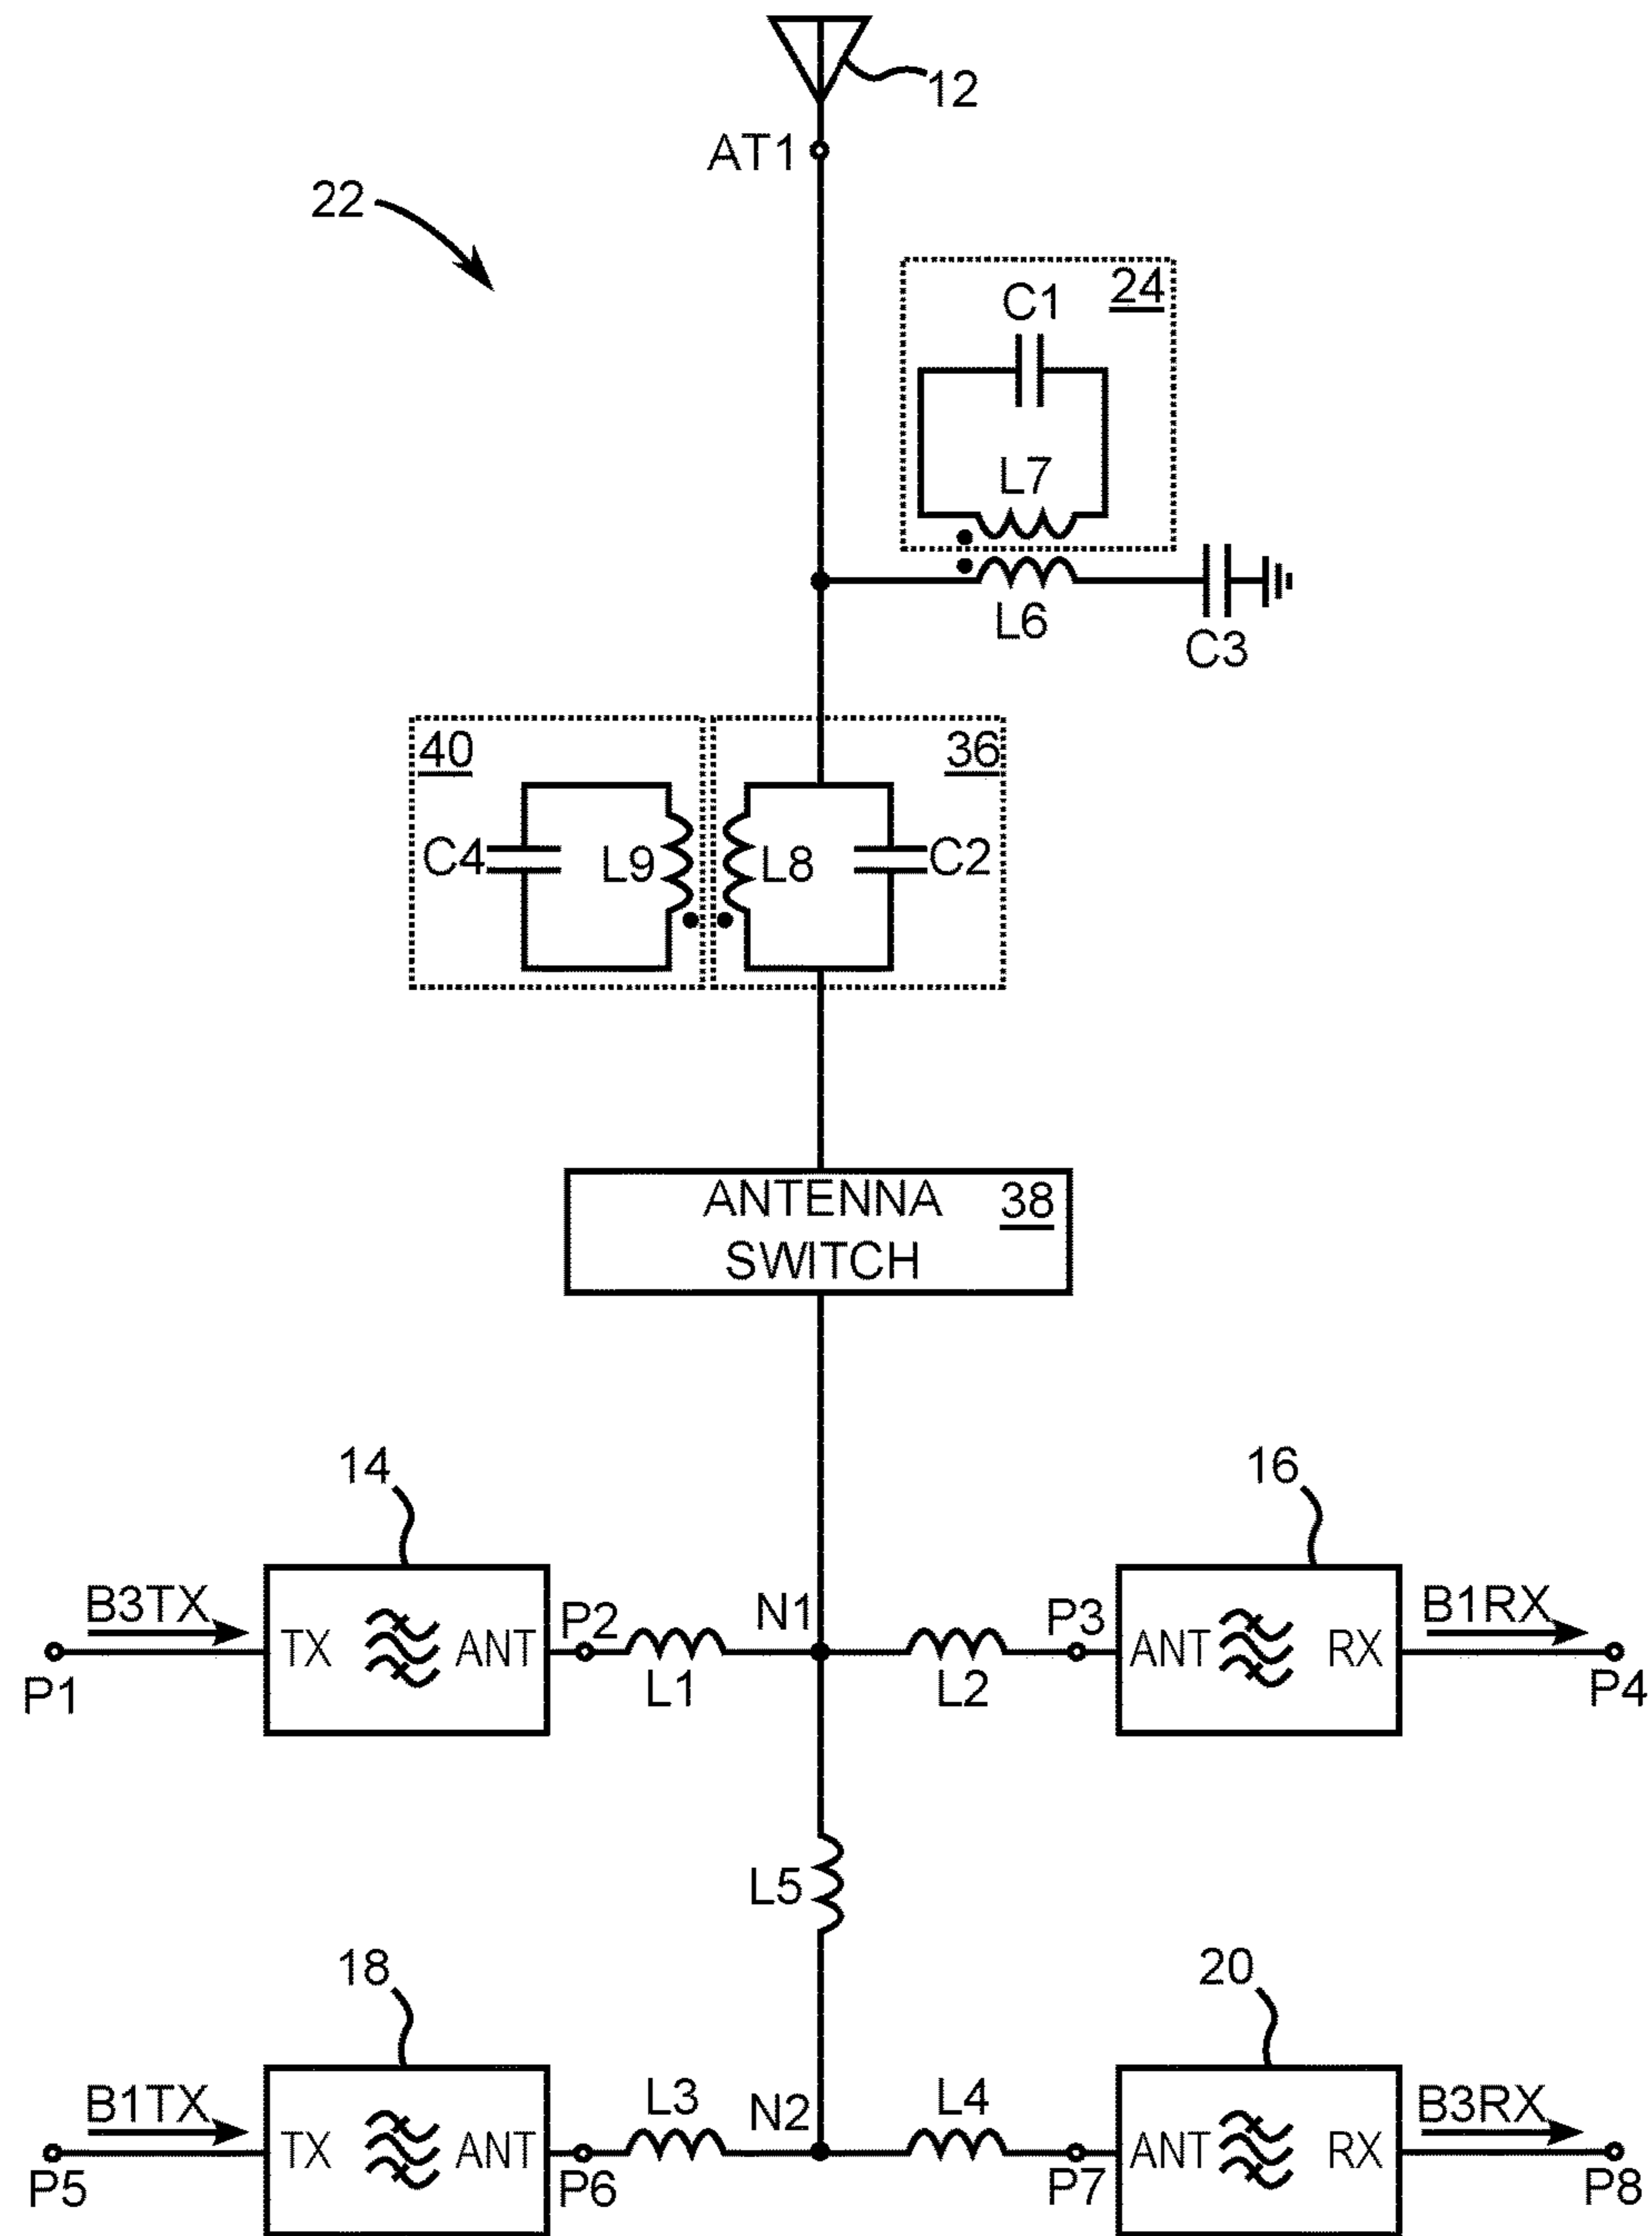 12
AT1
22
24
C1
L7
L6
C3
40
36
C4
L9
L8
C2
ANTENNA
38
SWITCH
14
16
B3TX
P2
N1
P3
B1RX
TX
ANT
ANT
RX
P1
L1
L2
P4
L5
18
20
B1TX
L3
N2
L4
B3RX
TX
ANT
ANT
RX
P5
P6
P7
P8